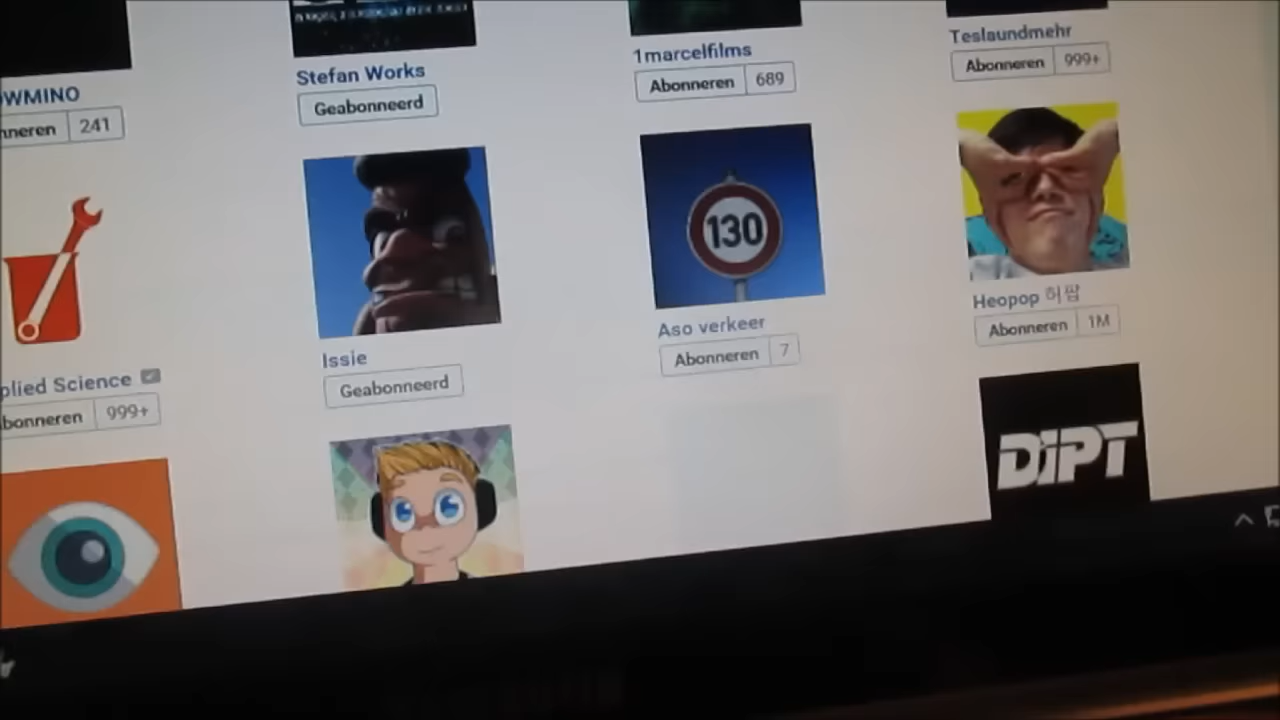 OWMINO
nneren 241
Stefan Works
Geabonneerd
1marcelfilms
Abonneren 689
Teslaundmehr
Abonneren 999+
plied Science
bonneren 999+
Issie
Geabonneerd
130
Aso verkeer
Abonneren 7
Heopop 허팝
Abonneren 1M
DiPT